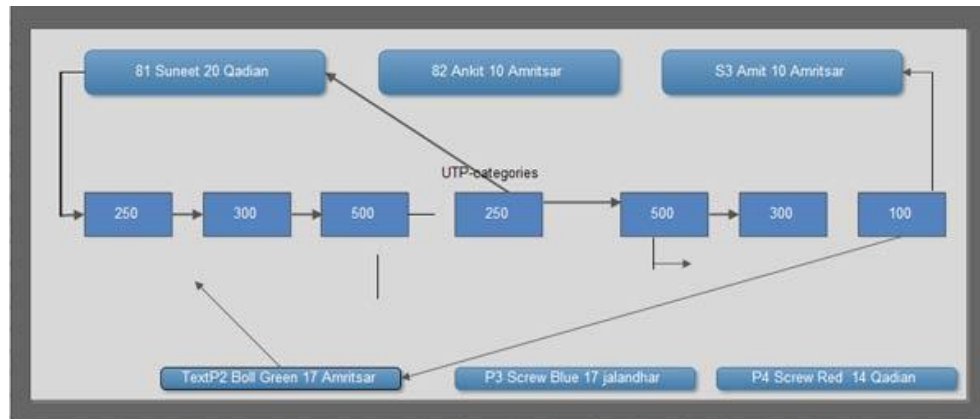 81 Suneet 20 Qadian
82 Ankit 10 Amritsar
S3 Amit 10 Amritsar
UTP-categories
250
300
500
250
500
300
100
TextP2 Boll Green 17 Amritsar
P3 Screw Blue 17 jalandhar
P4 Screw Red 14 Qadian